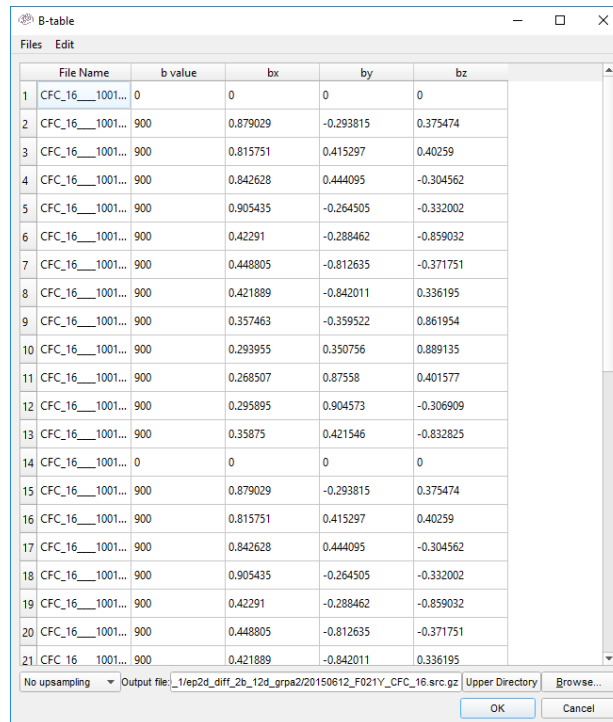 B-table
Files Edit
File Name b value bx by bz
1 CFC_16___1001... 0 0 0 0
2 CFC_16___1001... 900 0.879029 -0.293815 0.375474
3 CFC_16___1001... 900 0.815751 0.415297 0.40259
4 CFC_16___1001... 900 0.842628 0.444095 -0.304562
5 CFC_16___1001... 900 0.905435 -0.264505 -0.332002
6 CFC_16___1001... 900 0.42291 -0.288462 -0.859032
7 CFC_16___1001... 900 0.448805 -0.812635 -0.371751
8 CFC_16___1001... 900 0.421889 -0.842011 0.336195
9 CFC_16___1001... 900 0.357463 -0.359522 0.861954
10 CFC_16___1001... 900 0.293955 0.350756 0.889135
11 CFC_16___1001... 900 0.268507 0.87558 0.401577
12 CFC_16___1001... 900 0.295895 0.904573 -0.306909
13 CFC_16___1001... 900 0.35875 0.421546 -0.832825
14 CFC_16___1001... 0 0 0 0
15 CFC_16___1001... 900 0.879029 -0.293815 0.375474
16 CFC_16___1001... 900 0.815751 0.415297 0.40259
17 CFC_16___1001... 900 0.842628 0.444095 -0.304562
18 CFC_16___1001... 900 0.905435 -0.264505 -0.332002
19 CFC_16___1001... 900 0.42291 -0.288462 -0.859032
20 CFC_16___1001... 900 0.448805 -0.812635 -0.371751
21 CFC_16___1001... 900 0.421889 -0.842011 0.336195
No upsampling Output file: _1/ep2d_diff_2b_12d_grpa2/20150612_F021Y_CFC_16.src.gz Upper Directory Browse...
OK Cancel